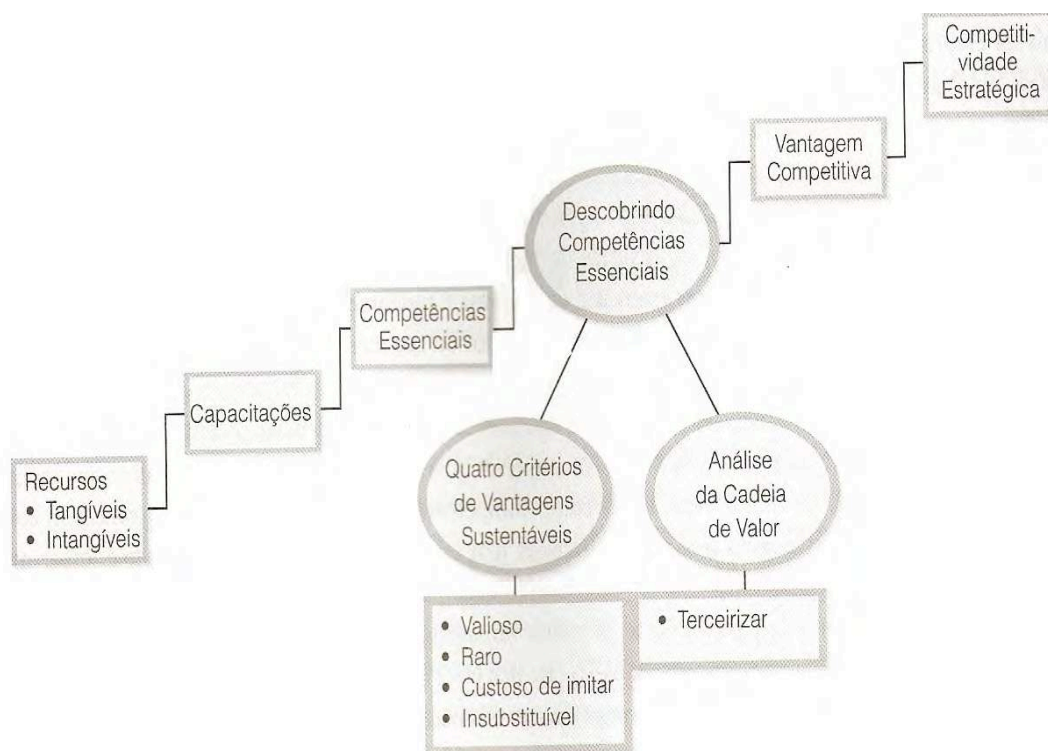 Competiti-
vidade
Estratégica
Vantagem
Competitiva
Descobrindo
Competências
Essenciais
Competências
Essenciais
Capacitações
Recursos
• Tangíveis
• Intangíveis
Quatro Critérios
de Vantagens
Sustentáveis
Análise
da Cadeia
de Valor
• Valioso
• Raro
• Custoso de imitar
• Insubstituível
• Terceirizar